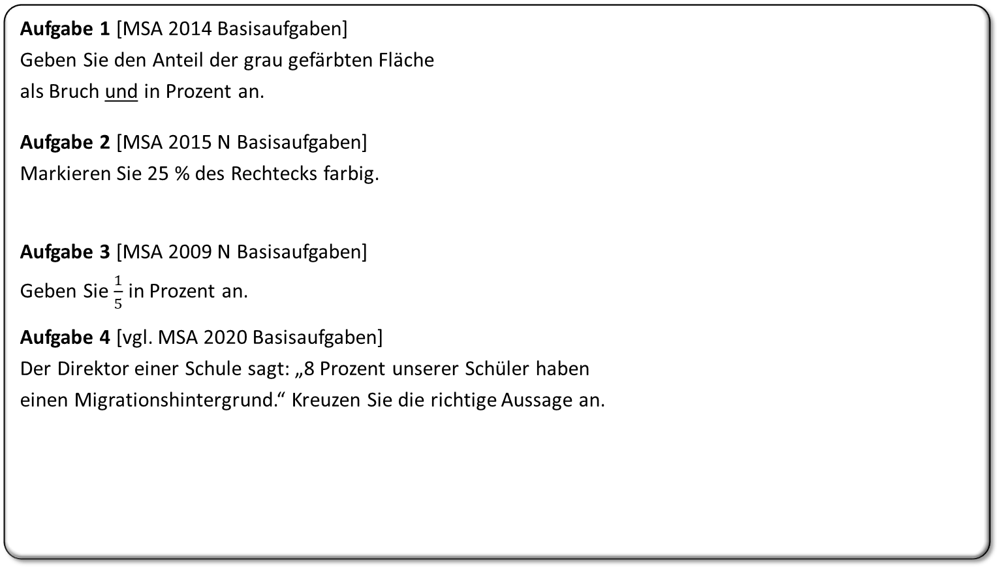 Aufgabe 1 [MSA 2014 Basisaufgaben]
Geben Sie den Anteil der grau gefärbten Fläche
als Bruch und in Prozent an.
Aufgabe 2 [MSA 2015 N Basisaufgaben]
Markieren Sie 25 % des Rechtecks farbig.
Aufgabe 3 [MSA 2009 N Basisaufgaben]
Geben Sie 1/5 in Prozent an.
Aufgabe 4 [vgl. MSA 2020 Basisaufgaben]
Der Direktor einer Schule sagt: „8 Prozent unserer Schüler haben
einen Migrationshintergrund.“ Kreuzen Sie die richtige Aussage an.